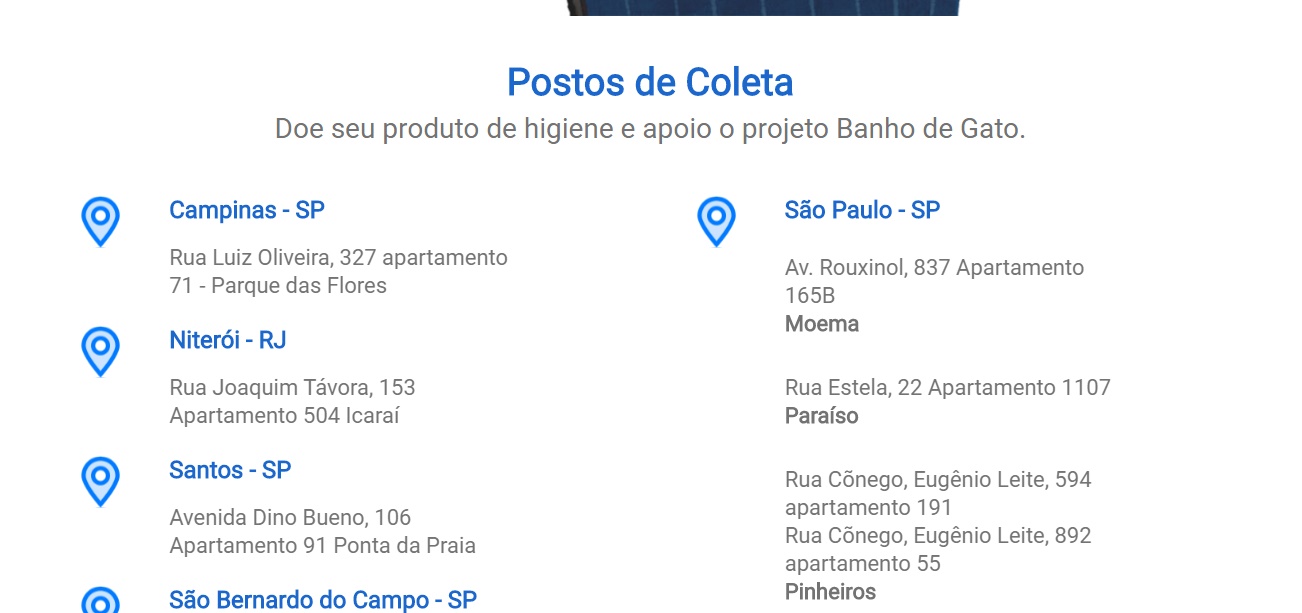 Postos de Coleta
Doe seu produto de higiene e apoio o projeto Banho de Gato.
Campinas - SP
Rua Luiz Oliveira, 327 apartamento
71 - Parque das Flores
Niterói - RJ
Rua Joaquim Távora, 153
Apartamento 504 Icaraí
Santos - SP
Avenida Dino Bueno, 106
Apartamento 91 Ponta da Praia
São Bernardo do Campo - SP
São Paulo - SP
Av. Rouxinol, 837 Apartamento
165B
Moema
Rua Estela, 22 Apartamento 1107
Paraíso
Rua Cõnego, Eugênio Leite, 594
apartamento 191
Rua Cõnego, Eugênio Leite, 892
apartamento 55
Pinheiros